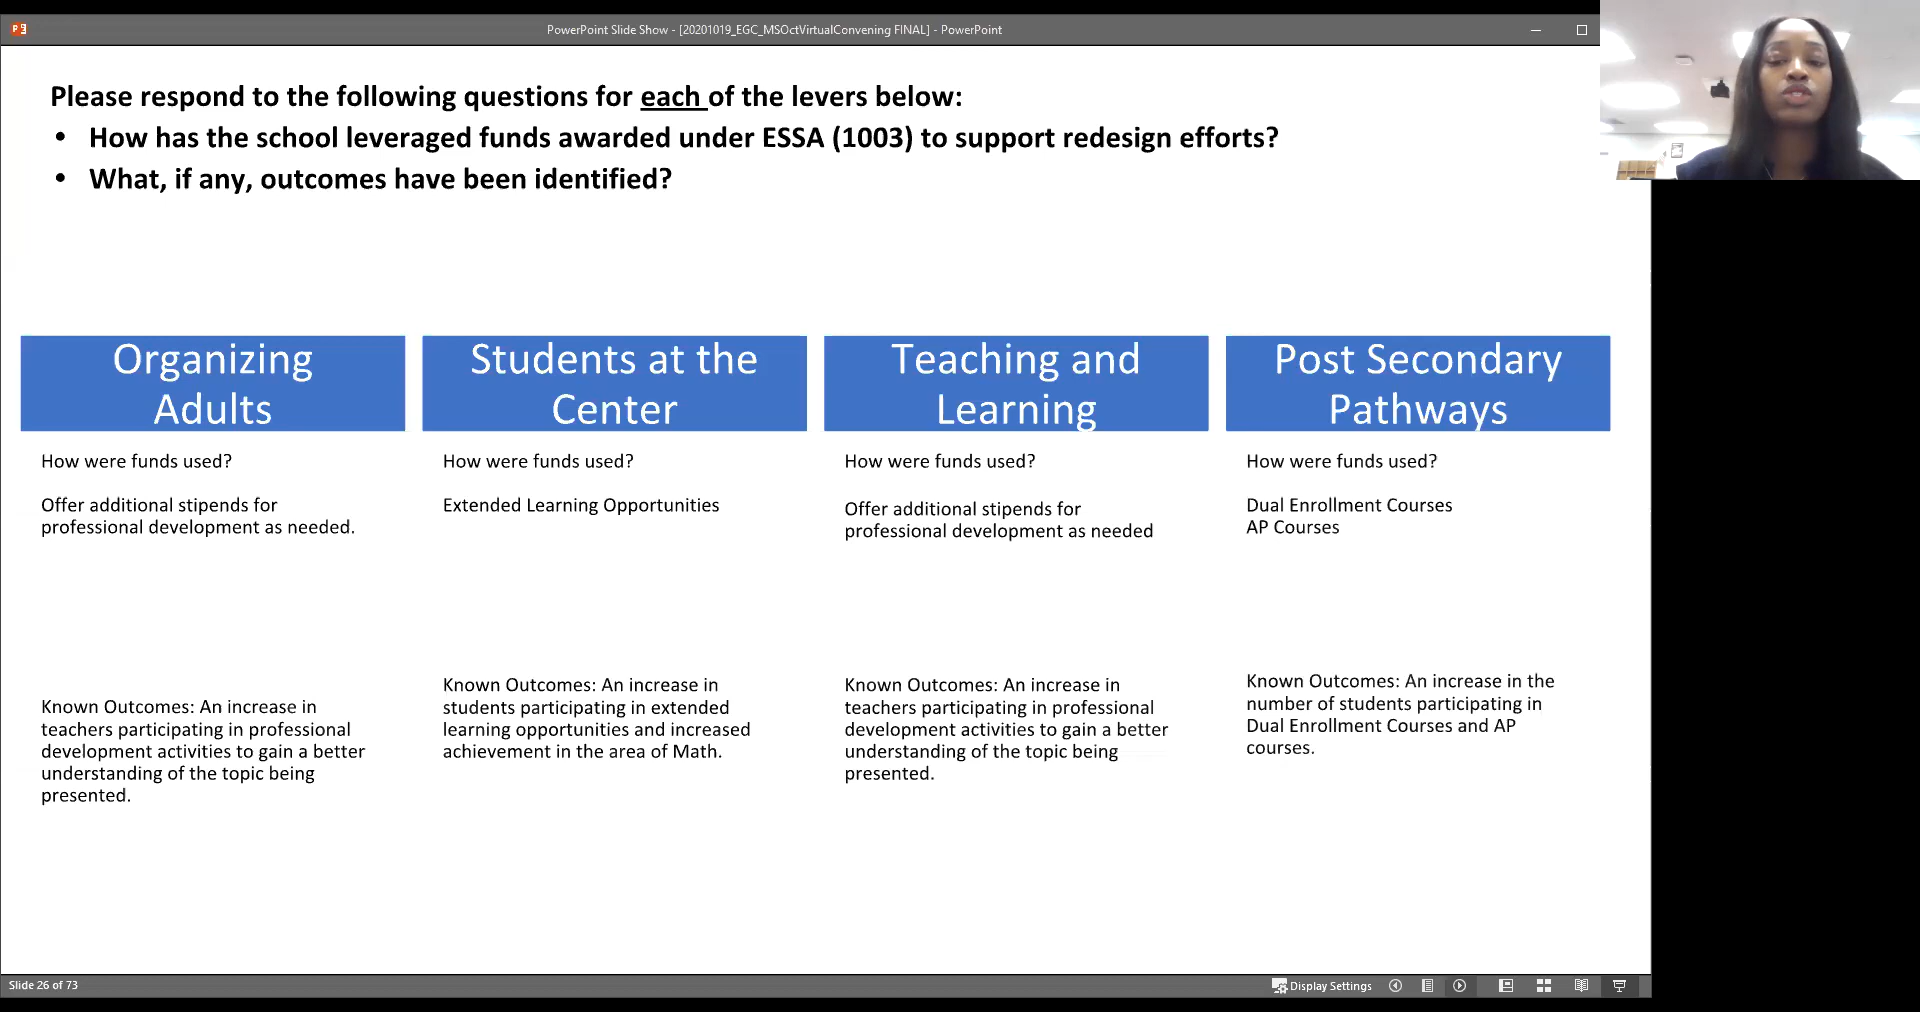 PowerPoint Slide Show - [20201019_EGC_MSOctVirtualConvening FINAL] - PowerPoint
Please respond to the following questions for each of the levers below:
• How has the school leveraged funds awarded under ESSA (1003) to support redesign efforts?
• What, if any, outcomes have been identified?
Organizing
Adults
How were funds used?
Offer additional stipends for
professional development as needed.
Known Outcomes: An increase in
teachers participating in professional
development activities to gain a better
understanding of the topic being
presented.
Students at the
Center
How were funds used?
Extended Learning Opportunities
Known Outcomes: An increase in
students participating in extended
learning opportunities and increased
achievement in the area of Math.
Teaching and
Learning
How were funds used?
Offer additional stipends for
professional development as needed
Known Outcomes: An increase in
teachers participating in professional
development activities to gain a better
understanding of the topic being
presented.
Post Secondary
Pathways
How were funds used?
Dual Enrollment Courses
AP Courses
Known Outcomes: An increase in the
number of students participating in
Dual Enrollment Courses and AP
courses.
Slide 26 of 73
Display Settings